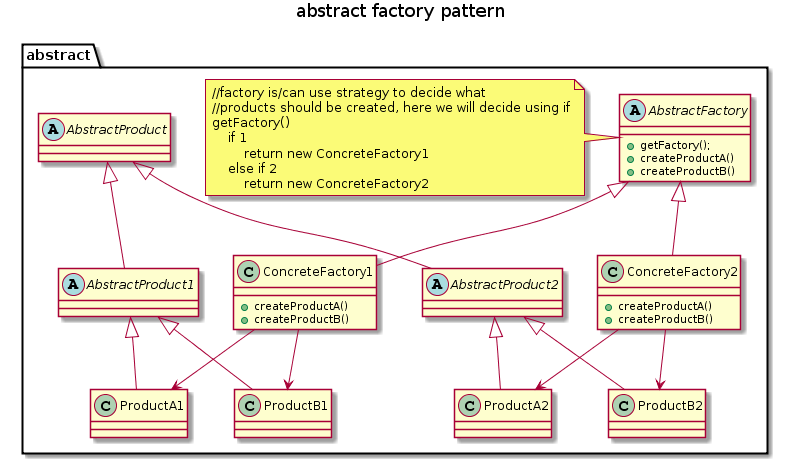 abstract factory pattern
abstract
//factory is/can use strategy to decide what
//products should be created, here we will decide using if
getFactory()
if 1
return new ConcreteFactory1
else if 2
return new ConcreteFactory2
A AbstractProduct
A AbstractFactory
getFactory();
createProductA()
createProductB()
A AbstractProduct1
C ConcreteFactory1
createProductA()
createProductB()
A AbstractProduct2
C ConcreteFactory2
createProductA()
createProductB()
C ProductA1
C ProductB1
C ProductA2
C ProductB2